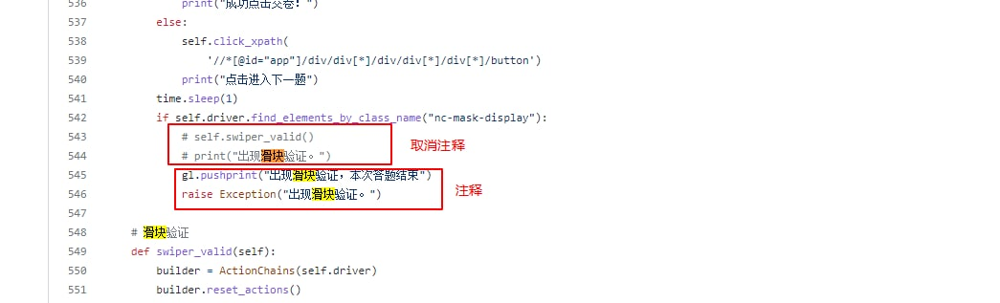 536 print("成功点击交卷！")
537 else:
538 self.click_xpath(
539 '//*[@id="app"]/div/div[*]/div/div[*]/div[*]/button')
540 print("点击进入下一题")
541 time.sleep(1)
542 if self.driver.find_elements_by_class_name("nc-mask-display"):
543 # self.swiper_valid()
544 # print("出现滑块验证。")
取消注释
545 gl.pushprint("出现滑块验证，本次答题结束")
546 raise Exception("出现滑块验证。")
注释
547
548 # 滑块验证
549 def swiper_valid(self):
550 builder = ActionChains(self.driver)
551 builder.reset_actions()